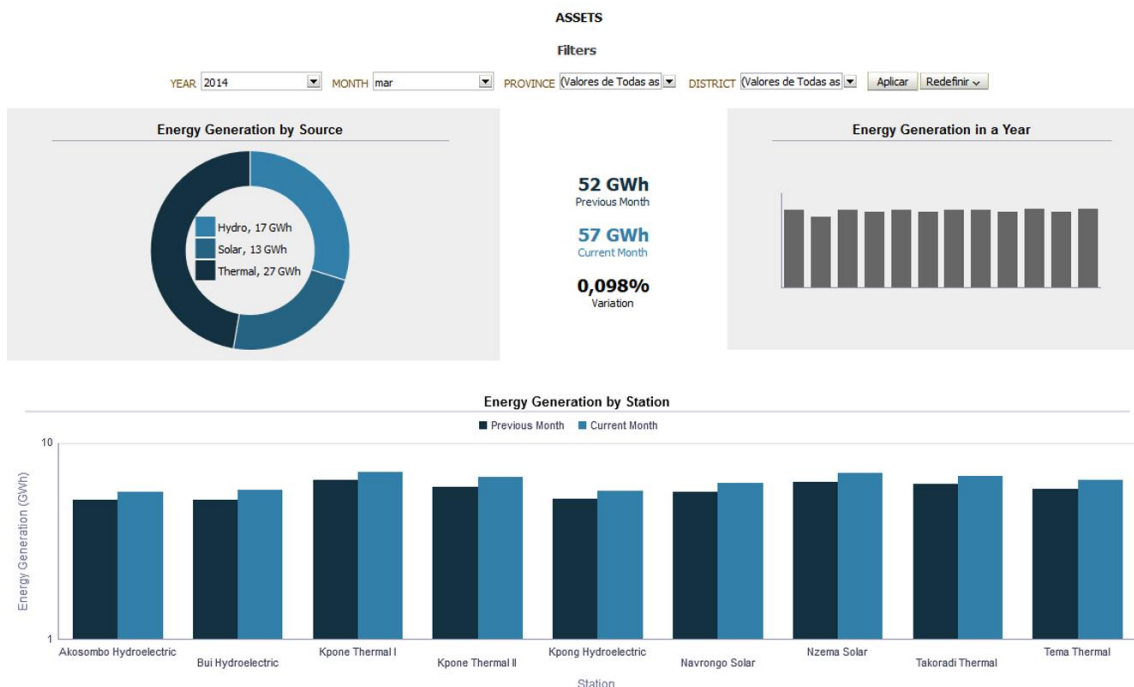 ASSETS
Filters
YEAR 2014 MONTH mar PROVINCE (Valores de Todas as DISTRICT (Valores de Todas as Aplicar Redefinir
Energy Generation by Source
Hydro, 17 GWh
Solar, 13 GWh
Thermal, 27 GWh
52 GWh
Previous Month
57 GWh
Current Month
0,098%
Variation
Energy Generation in a Year
Energy Generation by Station
Previous Month Current Month
Energy Generation (GWh)
10
1
Akosombo Hydroelectric
Bui Hydroelectric
Kpone Thermal I
Kpone Thermal II
Kpong Hydroelectric
Navrongo Solar
Nzema Solar
Takoradi Thermal
Tema Thermal
Station